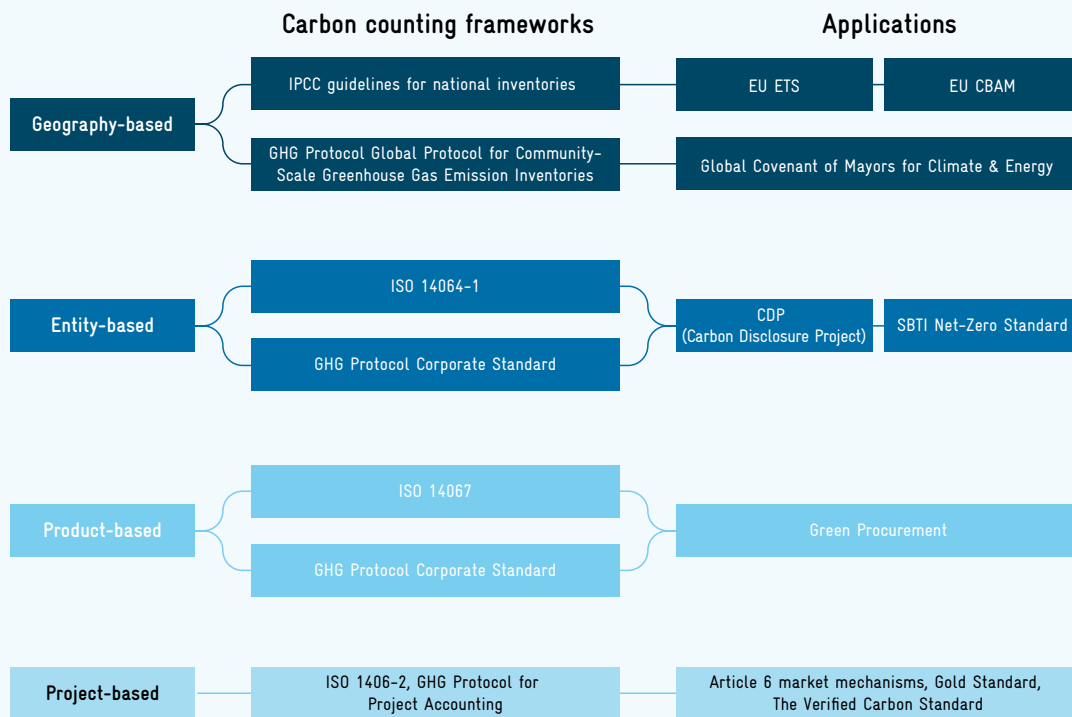 Carbon counting frameworks
Applications
Geography-based
IPCC guidelines for national inventories
EU ETS
EU CBAM
GHG Protocol Global Protocol for Community-
Scale Greenhouse Gas Emission Inventories
Global Covenant of Mayors for Climate & Energy
Entity-based
ISO 14064-1
GHG Protocol Corporate Standard
CDP
(Carbon Disclosure Project)
SBTI Net-Zero Standard
Product-based
ISO 14067
GHG Protocol Corporate Standard
Green Procurement
Project-based
ISO 1406-2, GHG Protocol for
Project Accounting
Article 6 market mechanisms, Gold Standard,
The Verified Carbon Standard